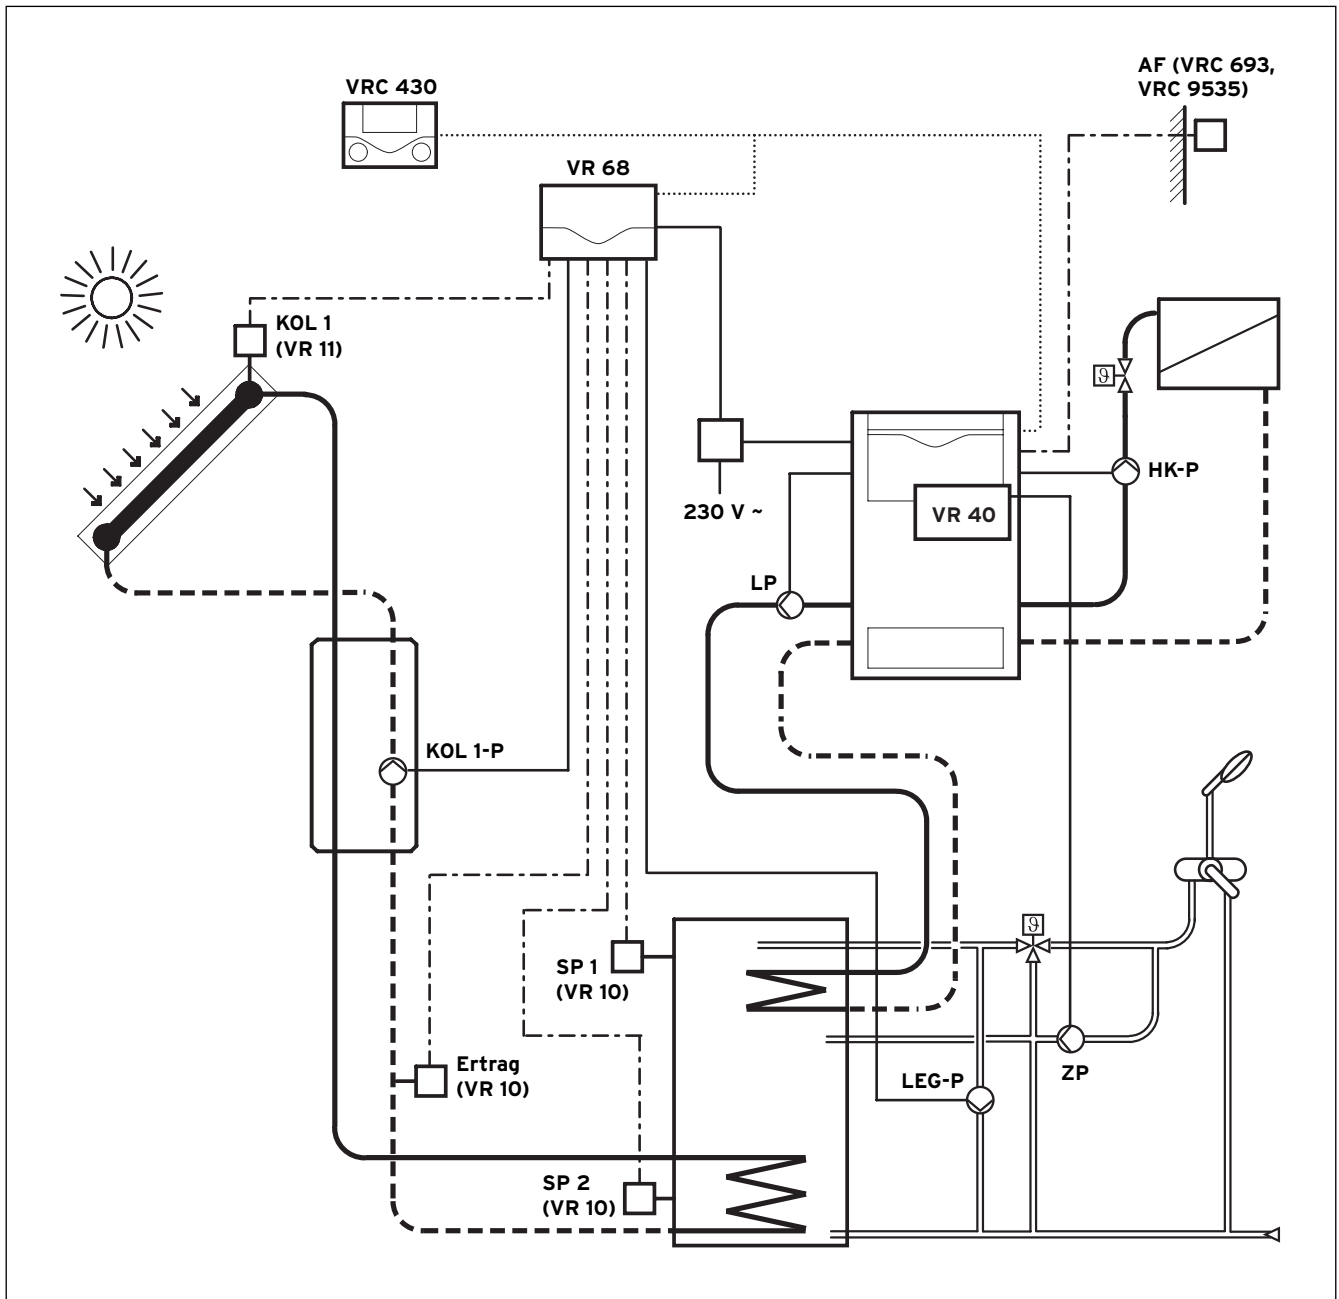 AF (VRC 693,
VRC 9535)
VRC 430
VR 68
KOL 1
(VR 11)
ϑ
HK-P
230 V ~
VR 40
LP
KOL 1-P
ϑ
SP 1
(VR 10)
Ertrag
(VR 10)
LEG-P
ZP
SP 2
(VR 10)